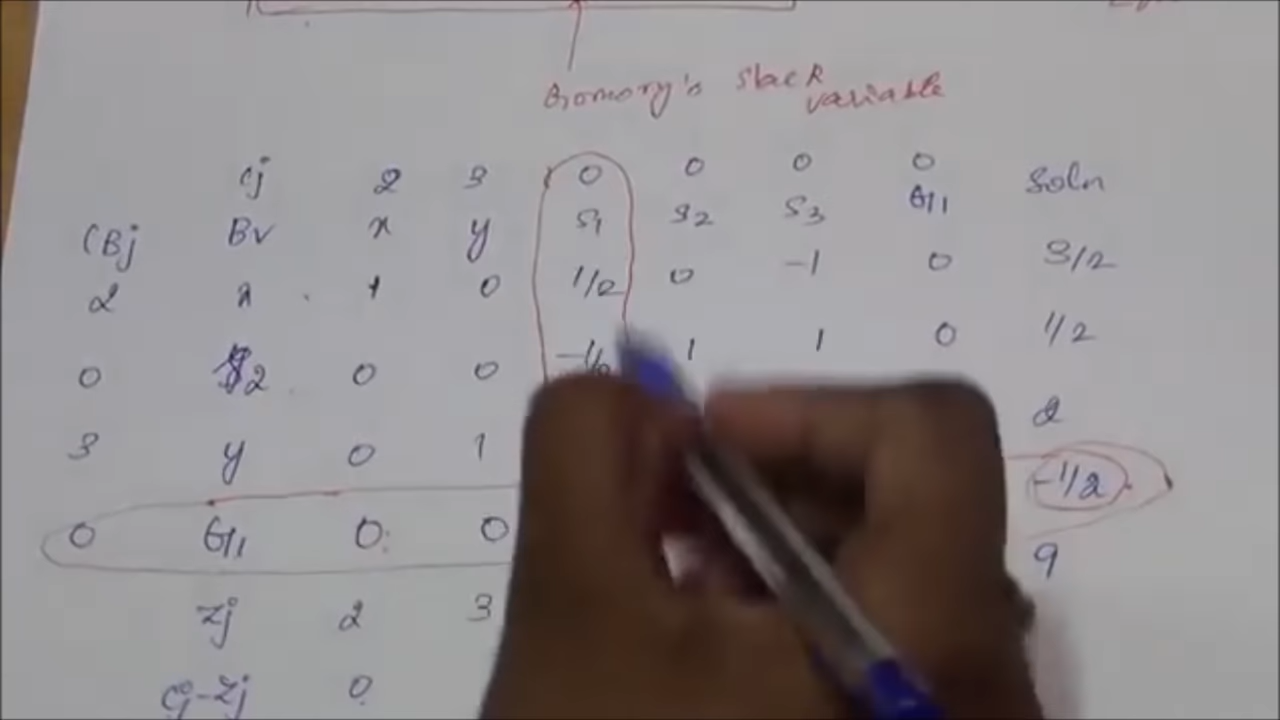 Gomory's slack variable
Cj 2 3 0 0 0 0 Soln
CBj BV x y S1 S2 S3 G1
2 x 1 0 1/2 0 -1 0 3/2
0 S2 0 0 1 1 0 1/2
3 y 0 1 2
0 G1 0 0 -1/2
Zj 2 3 9
Cj-Zj 0